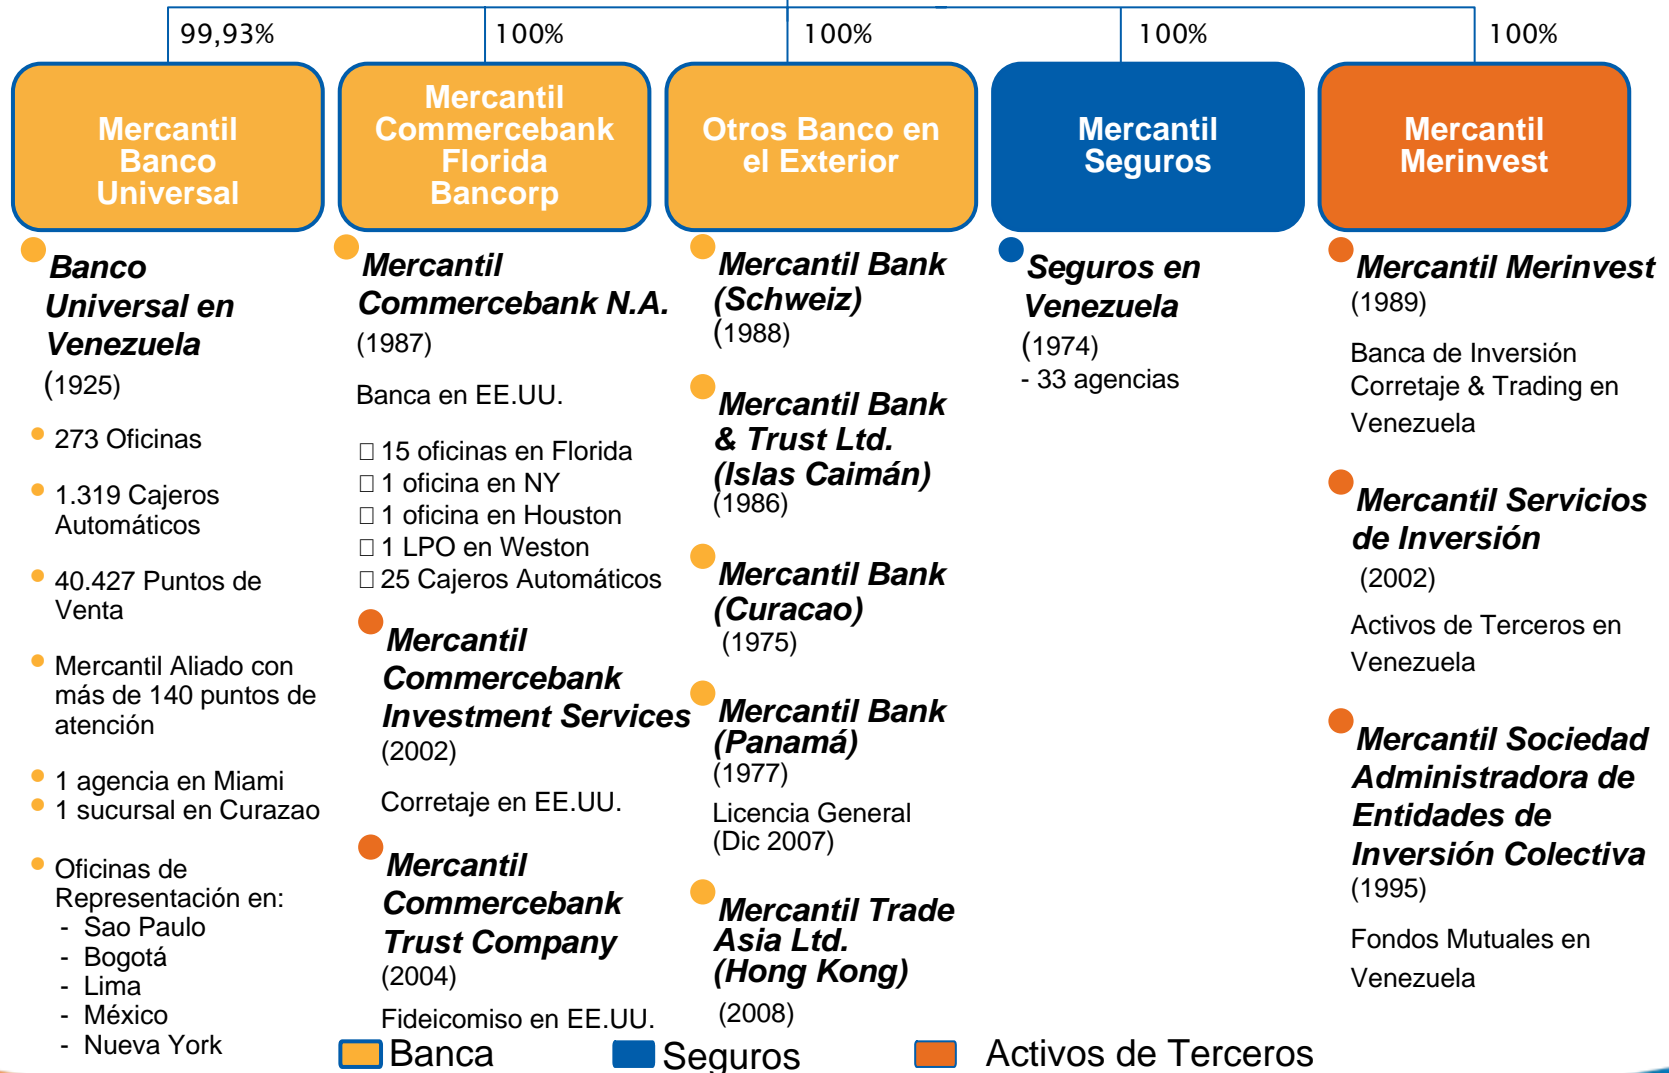 99,93%
100%
100%
100%
100%
Mercantil
Banco
Universal
Mercantil
Commercebank
Florida
Bancorp
Otros Banco en
el Exterior
Mercantil
Seguros
Mercantil
Merinvest
Banco
Universal en
Venezuela
(1925)
273 Oficinas
1.319 Cajeros
Automáticos
40.427 Puntos de
Venta
Mercantil Aliado con
más de 140 puntos de
atención
1 agencia en Miami
1 sucursal en Curazao
Oficinas de
Representación en:
- Sao Paulo
- Bogotá
- Lima
- México
- Nueva York
Mercantil
Commercebank N.A.
(1987)
Banca en EE.UU.
15 oficinas en Florida
1 oficina en NY
1 oficina en Houston
1 LPO en Weston
25 Cajeros Automáticos
Mercantil
Commercebank
Investment Services
(2002)
Corretaje en EE.UU.
Mercantil
Commercebank
Trust Company
(2004)
Fideicomiso en EE.UU.
Mercantil Bank
(Schweiz)
(1988)
Mercantil Bank
& Trust Ltd.
(Islas Caimán)
(1986)
Mercantil Bank
(Curacao)
(1975)
Mercantil Bank
(Panamá)
(1977)
Licencia General
(Dic 2007)
Mercantil Trade
Asia Ltd.
(Hong Kong)
(2008)
Seguros en
Venezuela
(1974)
- 33 agencias
Mercantil Merinvest
(1989)
Banca de Inversión
Corretaje & Trading en
Venezuela
Mercantil Servicios
de Inversión
(2002)
Activos de Terceros en
Venezuela
Mercantil Sociedad
Administradora de
Entidades de
Inversión Colectiva
(1995)
Fondos Mutuales en
Venezuela
Banca
Seguros
Activos de Terceros